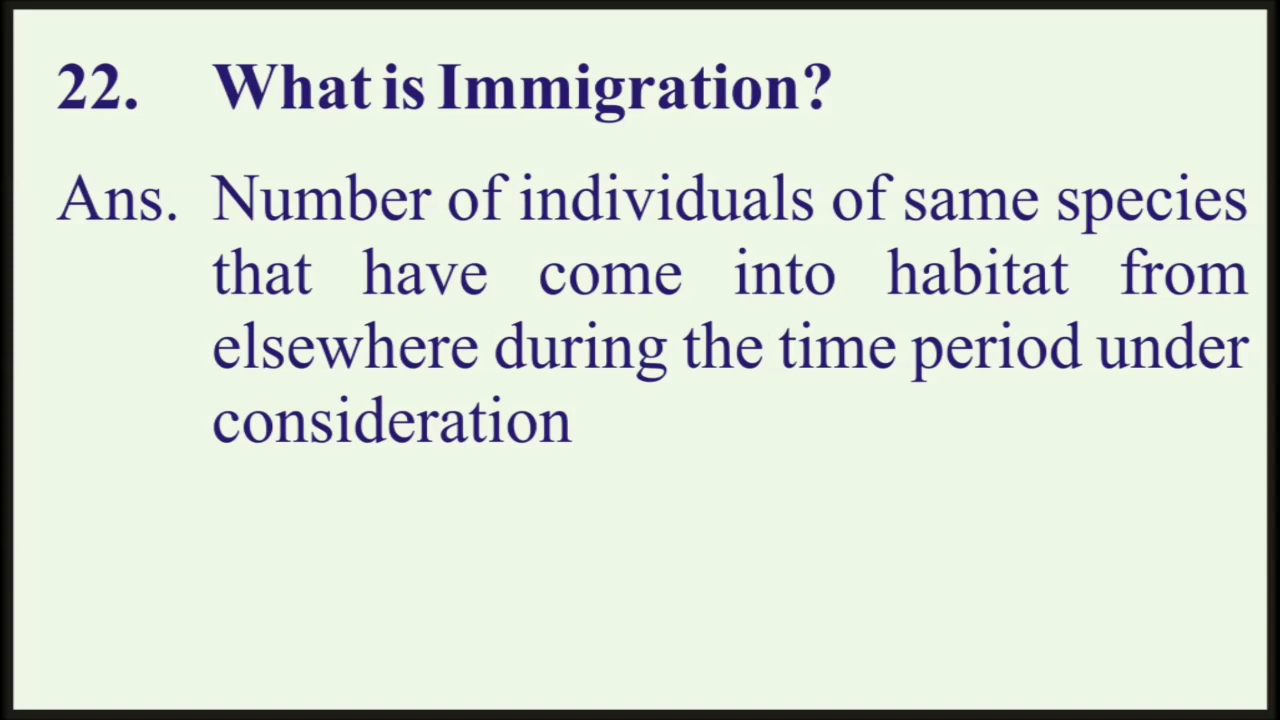 22. What is Immigration?
Ans. Number of individuals of same species
that have come into habitat from
elsewhere during the time period under
consideration